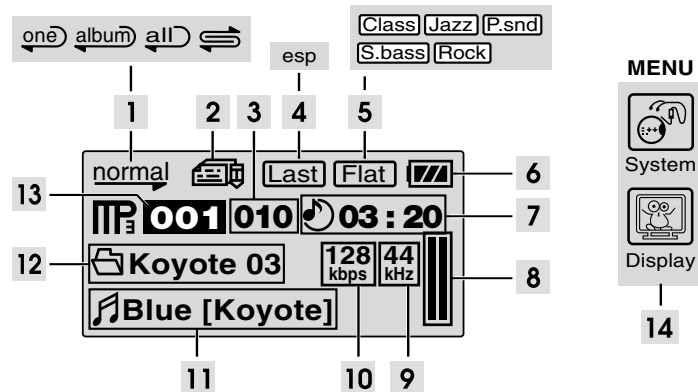 one album all
esp
Class Jazz P.snd
S.bass Rock
MENU
1 2 3 4 5
normal Last Flat
6
System
13
MP3 001 010 03 : 20
7
12
Koyote 03
128 kbps
44 kHz
8
Display
Blue [Koyote]
14
11 10 9